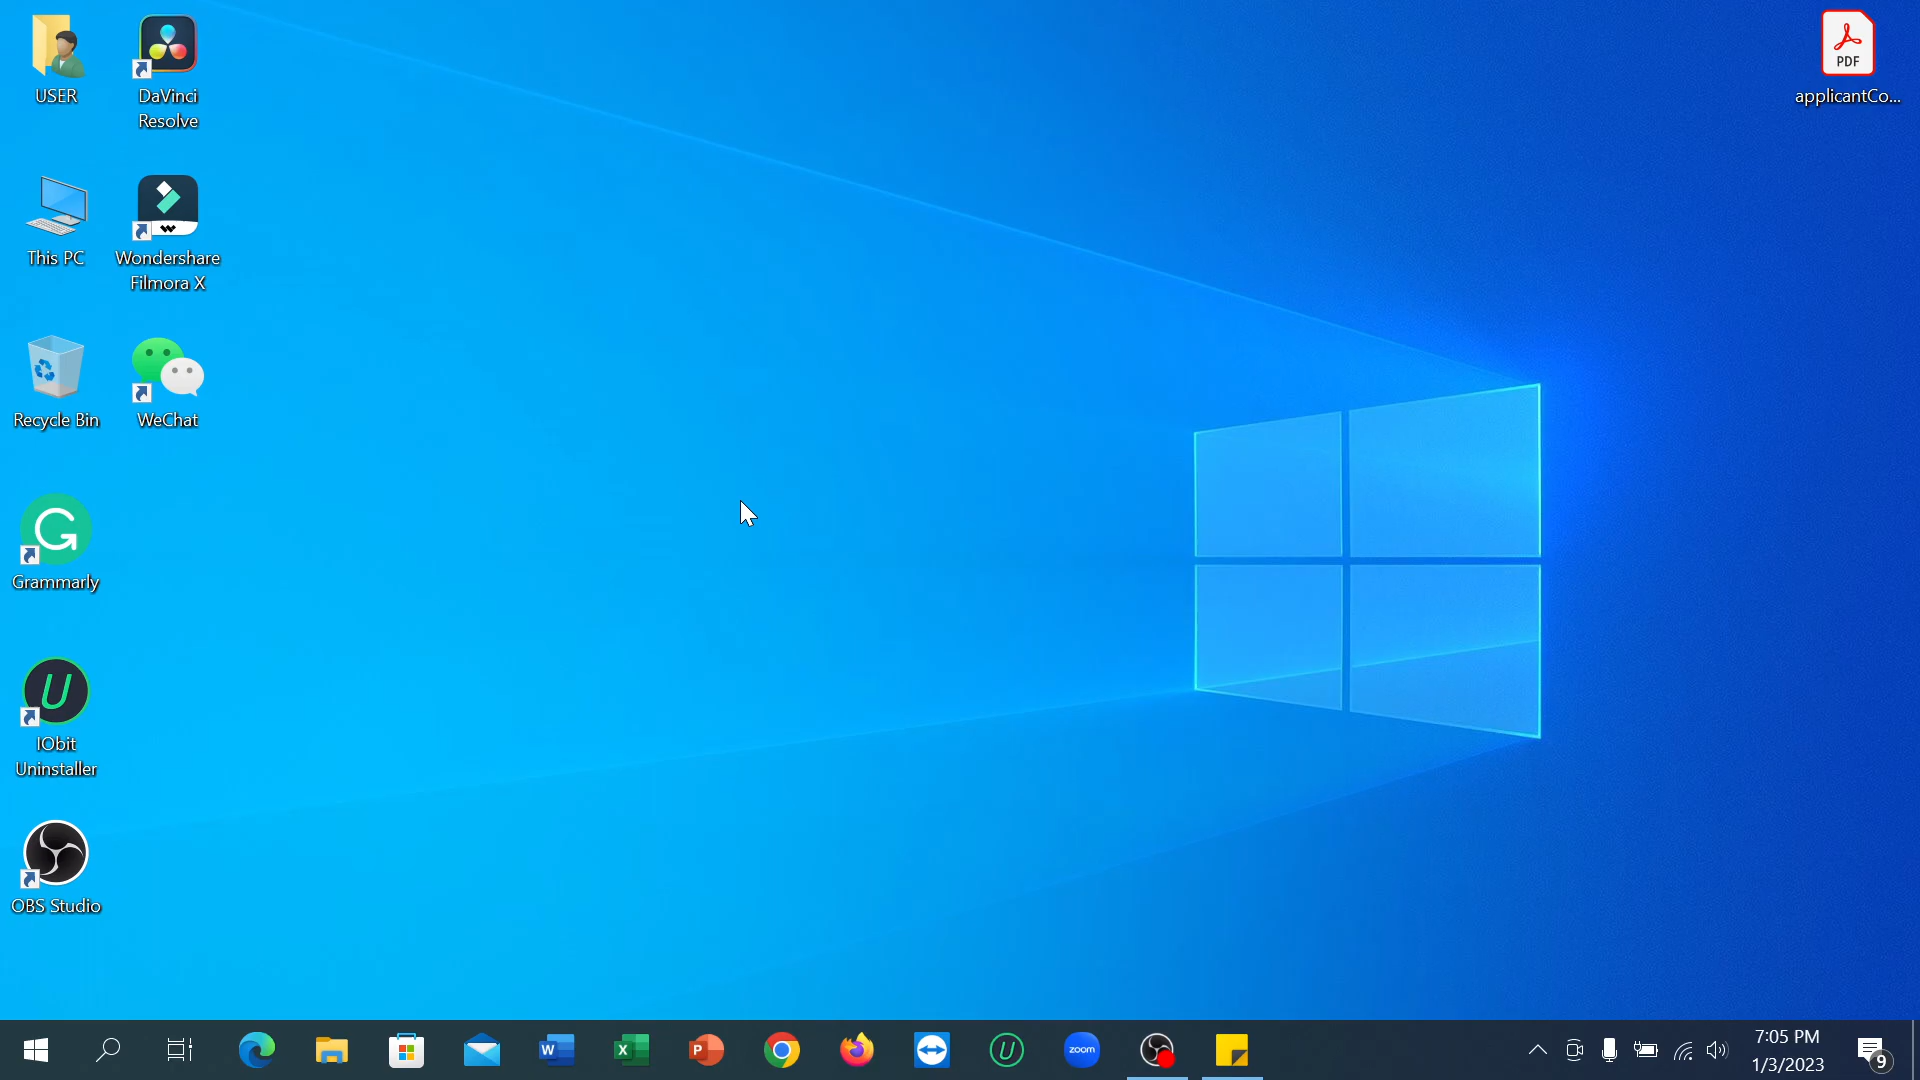 USER
DaVinci
Resolve
This PC
Wondershare
Filmora X
Recycle Bin
WeChat
Grammarly
IObit
Uninstaller
OBS Studio
PDF
applicantCo...
W
X
P
zoom
7:05 PM
1/3/2023
9